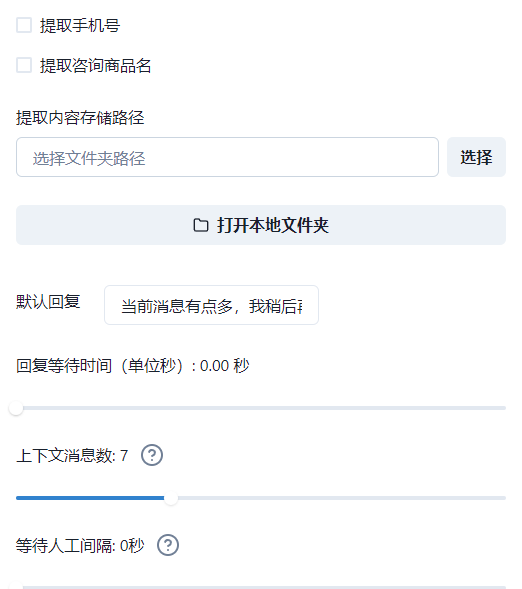 提取手机号
提取咨询商品名
提取内容存储路径
选择文件夹路径
选择
打开本地文件夹
默认回复
当前消息有点多，我稍后
回复等待时间（单位秒）: 0.00 秒
上下文消息数: 7
等待人工间隔: 0秒